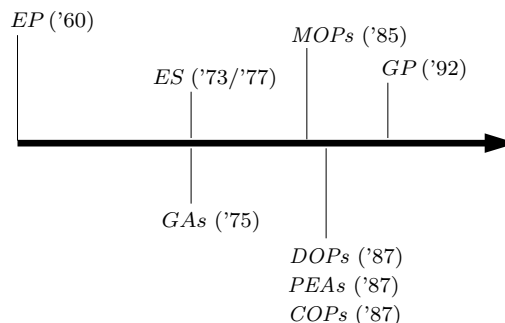 EP ('60)
MOPs ('85)
ES ('73/'77)
GP ('92)
GAs ('75)
DOPs ('87)
PEAs ('87)
COPs ('87)